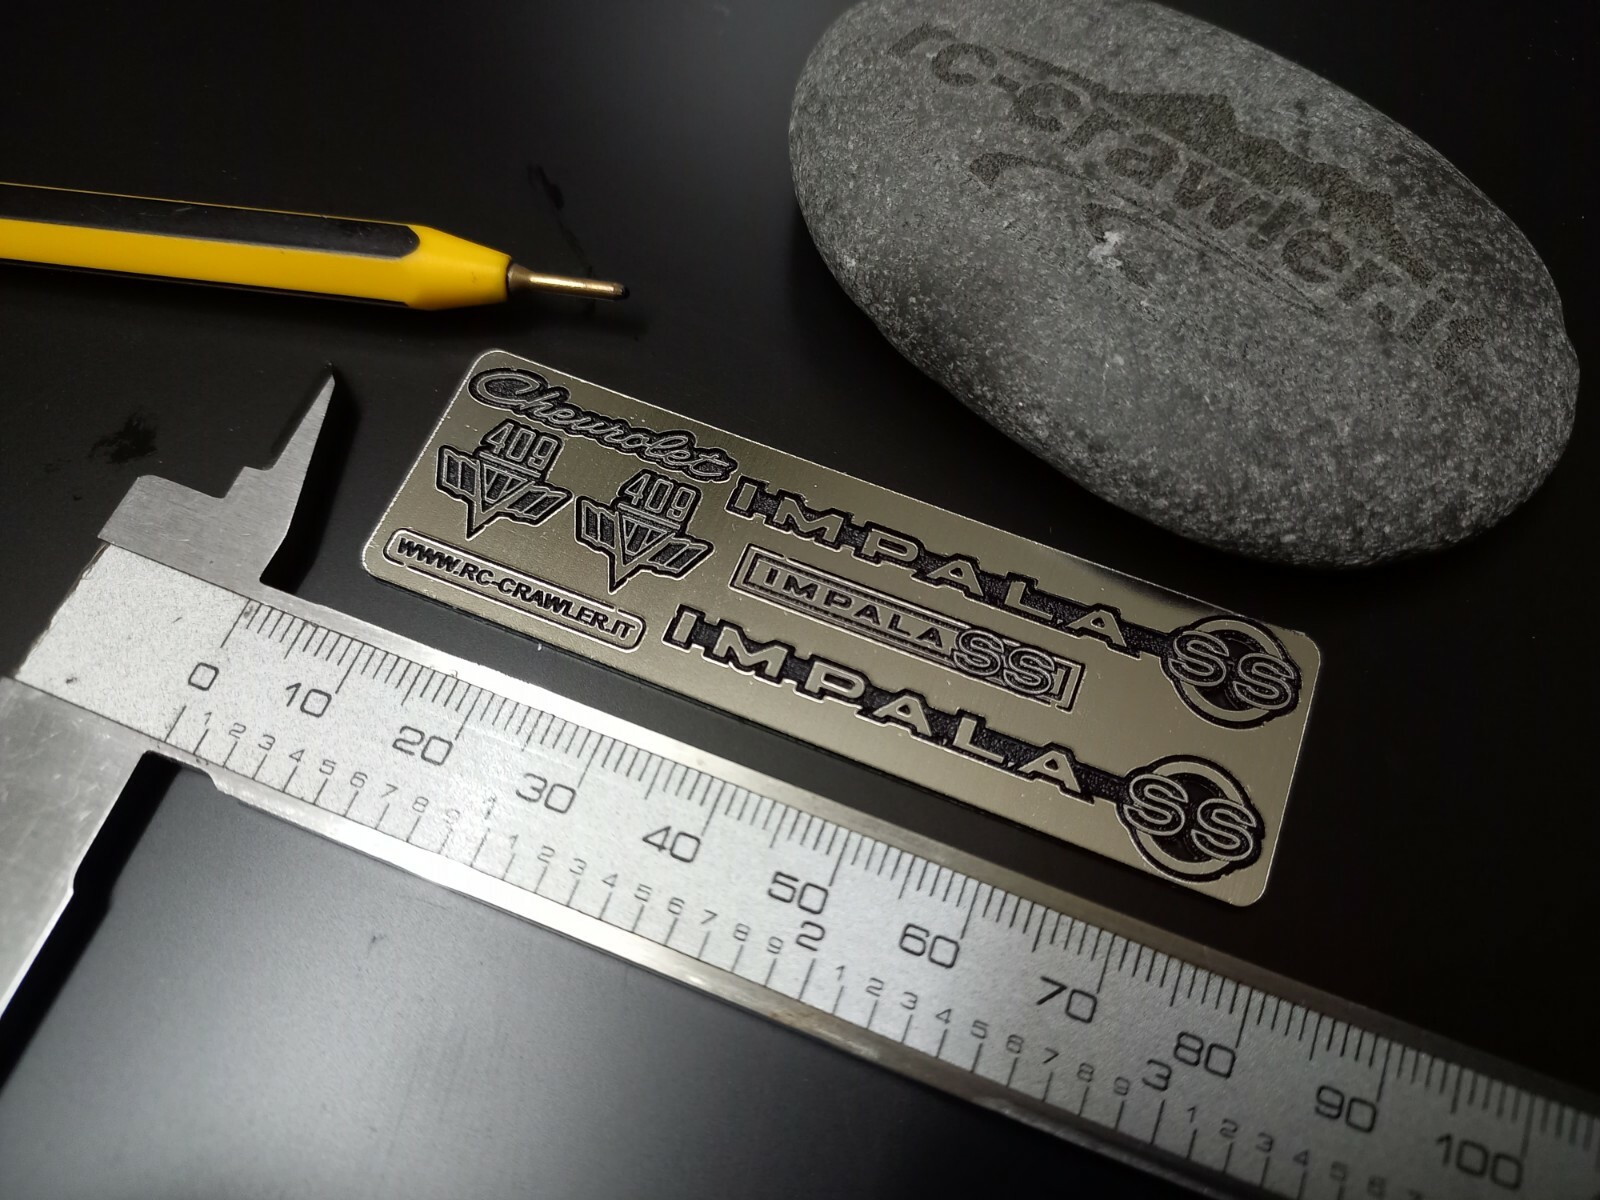 rc-crawler.it
Chevrolet
409
409
IMPALA SS
IMPALA SS
IMPALA SS
WWW.RC-CRAWLER.IT
0 10 20 30 40 50 60 70 80 90 100
1 2 3 4 5 6 7 8 9 1 1 2 3 4 5 6 7 8 9 2 1 2 3 4 5 6 7 8 9 3 1 2 3 4 5 6